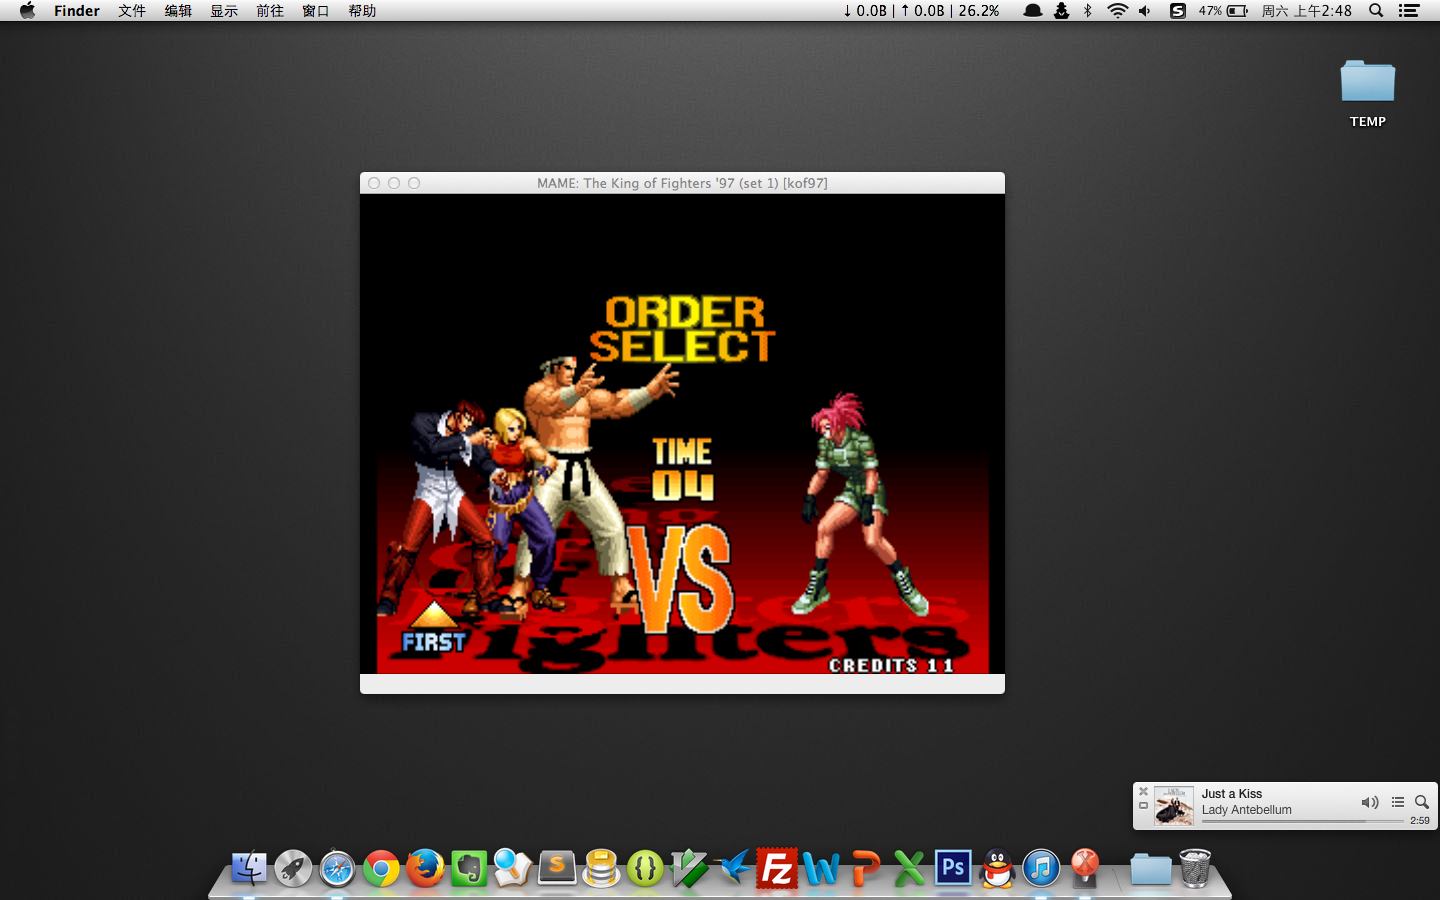 Finder 文件 编辑 显示 前往 窗口 帮助 ↓ 0.0B | ↑ 0.0B | 26.2% 47% 周六 上午2:48
TEMP
MAME: The King of Fighters '97 (set 1) [kof97]
ORDER
SELECT
TIME
04
VS
FIRST
Fighters
CREDITS 11
Just a Kiss
Lady Antebellum
2:59
S
Fz
W
P
X
Ps